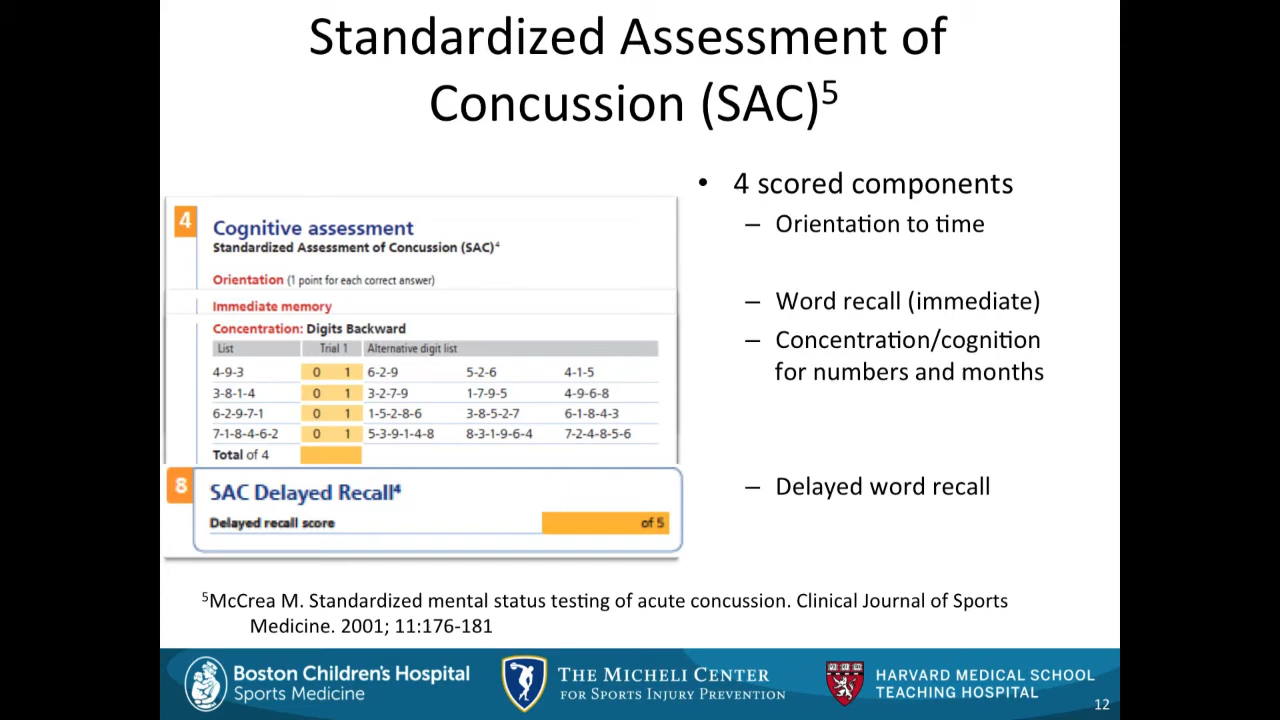 Standardized Assessment of
Concussion (SAC)⁵
4
Cognitive assessment
Standardized Assessment of Concussion (SAC)⁴
Orientation (1 point for each correct answer)
Immediate memory
Concentration: Digits Backward
List Trial 1 Alternative digit list
4-9-3 0 1 6-2-9 5-2-6 4-1-5
3-8-1-4 0 1 3-2-7-9 1-7-9-5 4-9-6-8
6-2-9-7-1 0 1 1-5-2-8-6 3-8-5-2-7 6-1-8-4-3
7-1-8-4-6-2 0 1 5-3-9-1-4-8 8-3-1-9-6-4 7-2-4-8-5-6
Total of 4
8
SAC Delayed Recall⁴
Delayed recall score of 5
• 4 scored components
– Orientation to time
– Word recall (immediate)
– Concentration/cognition
for numbers and months
– Delayed word recall
⁵McCrea M. Standardized mental status testing of acute concussion. Clinical Journal of Sports
Medicine. 2001; 11:176-181
Boston Children's Hospital
Sports Medicine
THE MICHELI CENTER
FOR SPORTS INJURY PREVENTION
HARVARD MEDICAL SCHOOL
TEACHING HOSPITAL
12